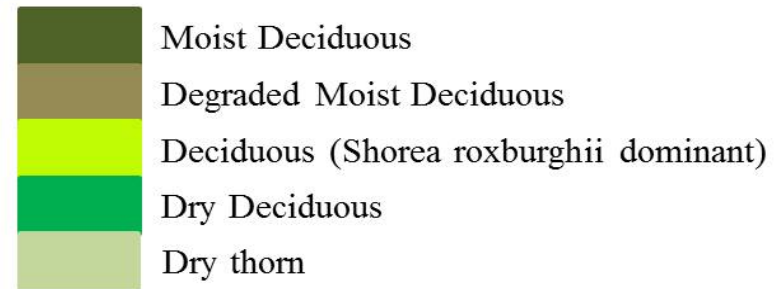 Moist Deciduous
Degraded Moist Deciduous
Deciduous (Shorea roxburghii dominant)
Dry Deciduous
Dry thorn